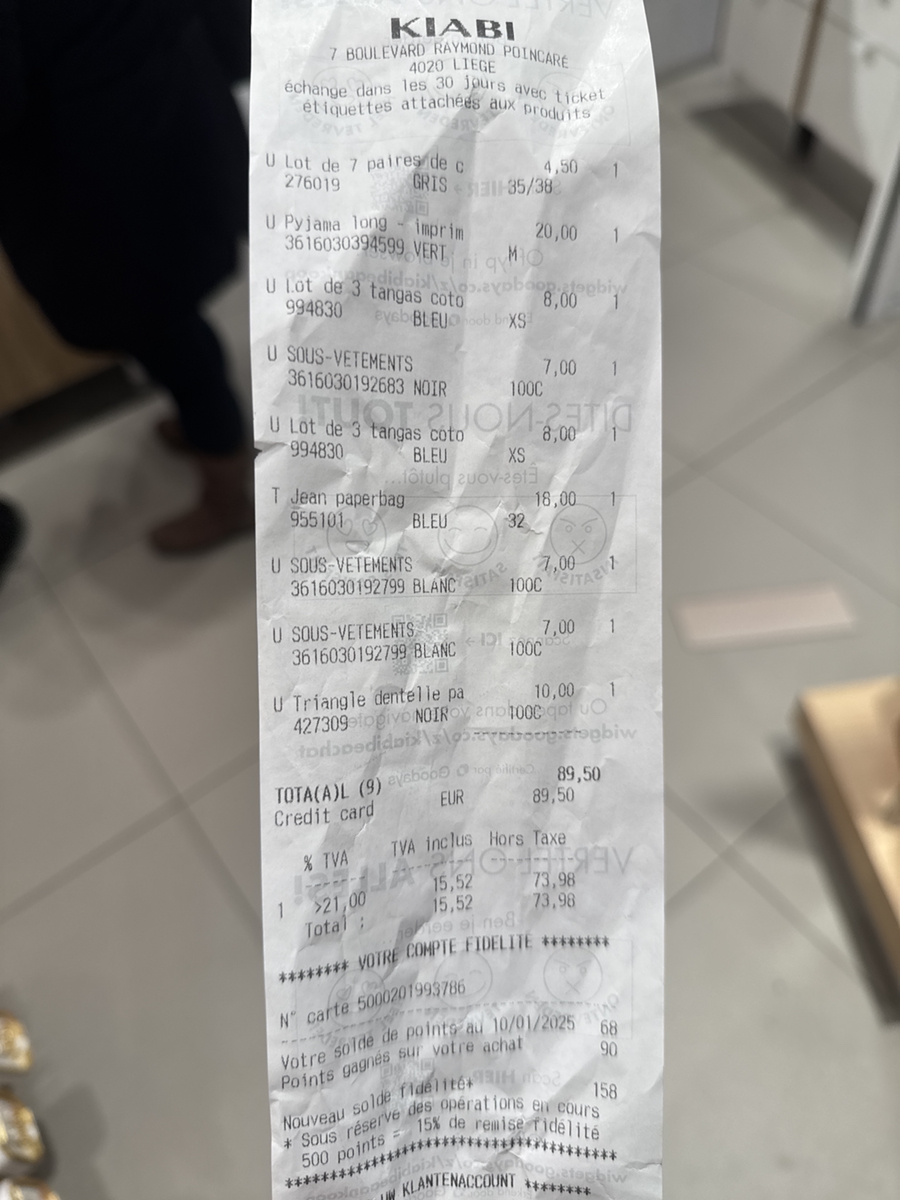 KIABI
7 BOULEVARD RAYMOND POINCARÉ
4020 LIEGE
échange dans les 30 jours avec ticket
étiquettes attachées aux produits
U Lot de 7 paires de c 4,50 1
276019 GRIS 35/38
U Pyjama long - imprim 20,00 1
3616030394599 VERT M
U Lot de 3 tangas coto 8,00 1
994830 BLEU XS
U SOUS-VETEMENTS 7,00 1
3616030192683 NOIR 100C
U Lot de 3 tangas coto 8,00 1
994830 BLEU XS
T Jean paperbag 18,00 1
955101 BLEU 32
U SOUS-VETEMENTS 7,00 1
3616030192799 BLANC 100C
U SOUS-VETEMENTS 7,00 1
3616030192799 BLANC 100C
U Triangle dentelle pa 10,00 1
427309 NOIR 100C
TOTA(A)L (9) 89,50
Credit card EUR 89,50
% TVA TVA inclus Hors Taxe
1 >21,00 15,52 73,98
Total : 15,52 73,98
******** VOTRE COMPTE FIDELITE ********
N° carte 5000201993786
Votre solde de points au 10/01/2025 68
Points gagnés sur votre achat 90
Nouveau solde fidélité* 158
* Sous réserve des opérations en cours
500 points = 15% de remise fidélité
****************************************
******** UW KLANTENACCOUNT ********